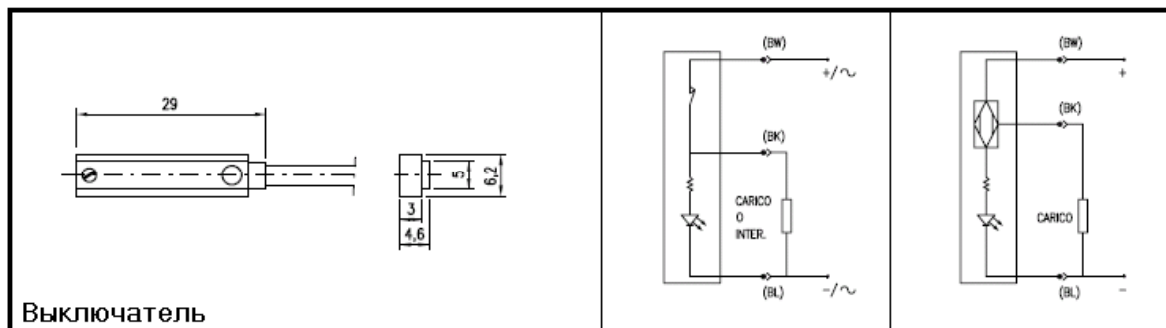 29
5
6,2
3
4,6
Выключатель
(BW)
+/~
(BK)
CARICO
O
INTER.
(BL)
-/~
(BW)
+
(BK)
CARICO
(BL)
-